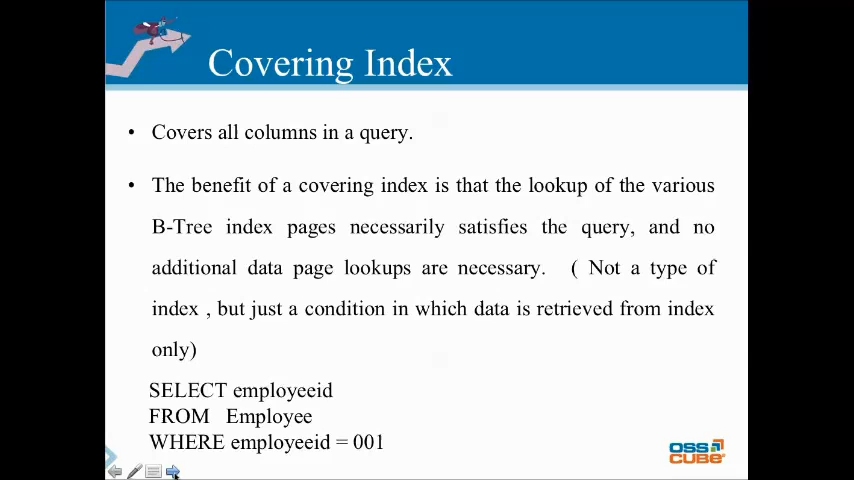 Covering Index
• Covers all columns in a query.
• The benefit of a covering index is that the lookup of the various
B-Tree index pages necessarily satisfies the query, and no
additional data page lookups are necessary. ( Not a type of
index , but just a condition in which data is retrieved from index
only)
SELECT employeeid
FROM Employee
WHERE employeeid = 001
OSS
CUBE